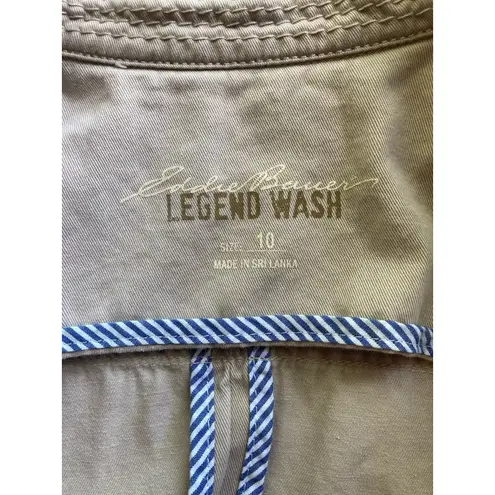 Eddie Bauer
LEGEND WASH
SIZE: 10
MADE IN SRI LANKA